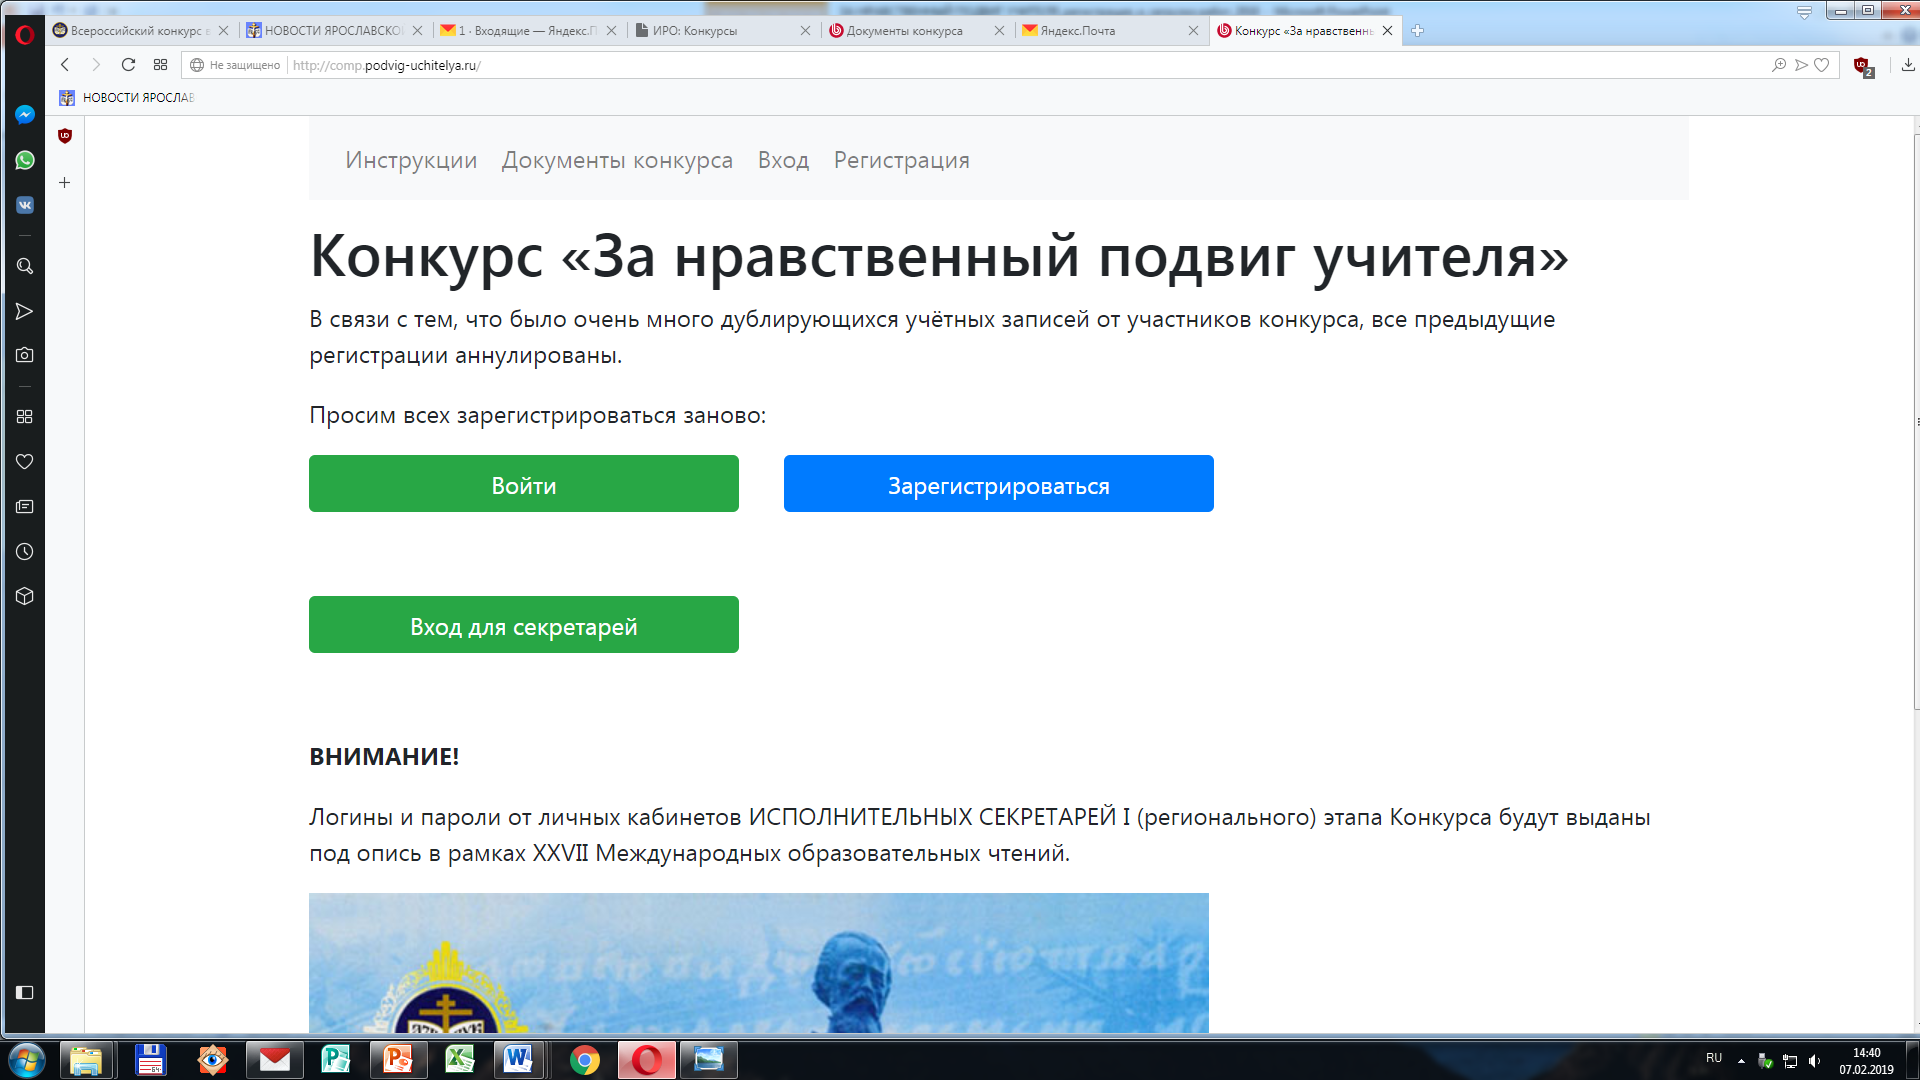 Всероссийский конкурс в
НОВОСТИ ЯРОСЛАВСКОЙ
1 · Входящие — Яндекс.П
ИРО: Конкурсы
Документы конкурса
Яндекс.Почта
Конкурс «За нравственн
Не защищено
http://comp.podvig-uchitelya.ru/
2
НОВОСТИ ЯРОСЛАВ
Инструкции
Документы конкурса
Вход
Регистрация
Конкурс «За нравственный подвиг учителя»
В связи с тем, что было очень много дублирующихся учётных записей от участников конкурса, все предыдущие
регистрации аннулированы.
Просим всех зарегистрироваться заново:
Войти
Зарегистрироваться
Вход для секретарей
ВНИМАНИЕ!
Логины и пароли от личных кабинетов ИСПОЛНИТЕЛЬНЫХ СЕКРЕТАРЕЙ I (регионального) этапа Конкурса будут выданы
под опись в рамках XXVII Международных образовательных чтений.
RU
14:40
07.02.2019